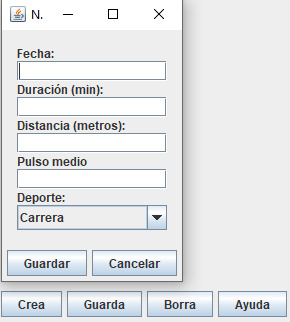 N.
Fecha:
Duración (min):
Distancia (metros):
Pulso medio
Deporte:
Carrera
Guardar Cancelar
Crea Guarda Borra Ayuda